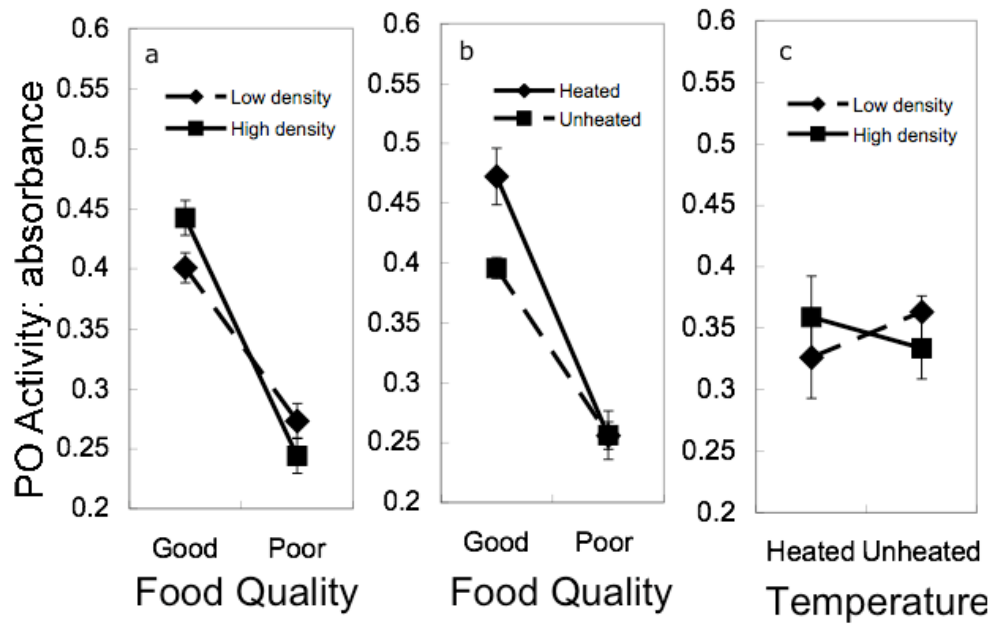 PO Activity: absorbance
0.6
0.55
0.5
0.45
0.4
0.35
0.3
0.25
0.2
a
Low density
High density
Good Poor
Food Quality
0.6
0.55
0.5
0.45
0.4
0.35
0.3
0.25
0.2
b
Heated
Unheated
Good Poor
Food Quality
0.6
0.55
0.5
0.45
0.4
0.35
0.3
0.25
0.2
c
Low density
High density
Heated Unheated
Temperature